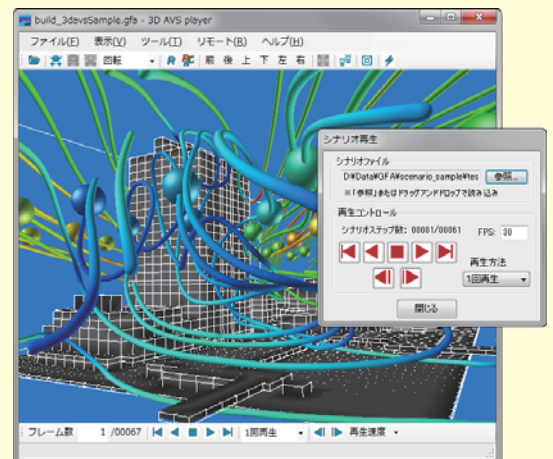 build_3davsSample.gfa - 3D AVS player
ファイル(F) 表示(V) ツール(T) リモート(R) ヘルプ(H)
回転 R 前 後 上 下 左 右
シナリオ再生
シナリオファイル
D¥Data¥GFA¥scenario_sample¥tes 参照...
※「参照」またはドラッグアンドドロップで読み込み
再生コントロール
シナリオステップ数: 00001/00061 FPS: 30
再生方法
1回再生
閉じる
フレーム数 1 /00067 1回再生 再生速度